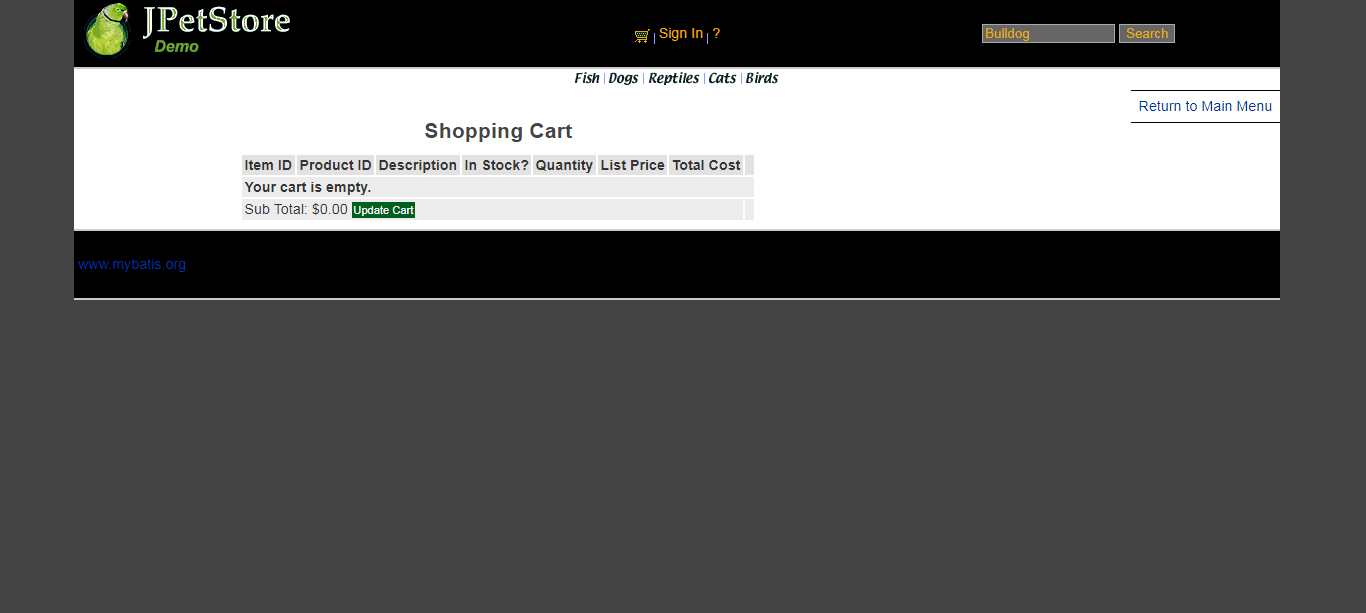 JPetStore
Demo
Sign In | ?
Bulldog Search
Fish | Dogs | Reptiles | Cats | Birds
Return to Main Menu
Shopping Cart
Item ID Product ID Description In Stock? Quantity List Price Total Cost
Your cart is empty.
Sub Total: $0.00 Update Cart
www.mybatis.org